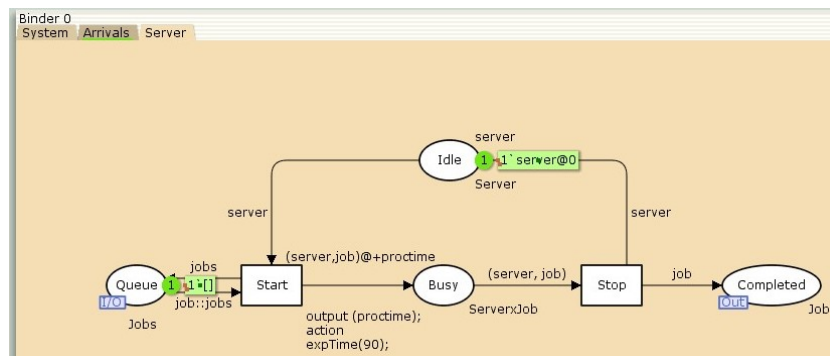 Binder 0
System Arrivals Server
server
Idle 1 1`server@0
Server
server server
(server,job)@+proctime
jobs (server, job) job
Queue 1 1`[] Start Busy Stop Completed
I/O job::jobs Out
Jobs output (proctime); ServerxJob Job
action
expTime(90);